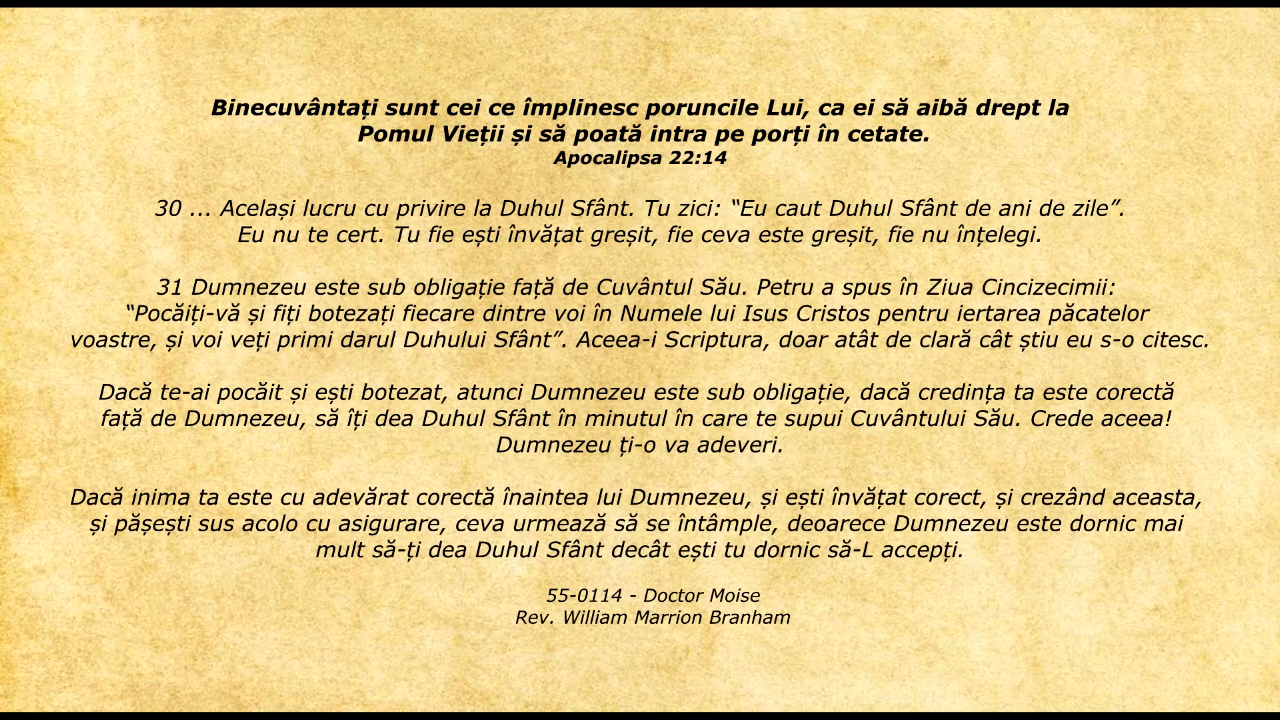 Binecuvântați sunt cei ce împlinesc poruncile Lui, ca ei să aibă drept la
Pomul Vieții și să poată intra pe porți în cetate.
Apocalipsa 22:14
30 ... Același lucru cu privire la Duhul Sfânt. Tu zici: “Eu caut Duhul Sfânt de ani de zile”.
Eu nu te cert. Tu fie ești învățat greșit, fie ceva este greșit, fie nu înțelegi.
31 Dumnezeu este sub obligație față de Cuvântul Său. Petru a spus în Ziua Cincizecimii:
“Pocăiți-vă și fiți botezați fiecare dintre voi în Numele lui Isus Cristos pentru iertarea păcatelor
voastre, și voi veți primi darul Duhului Sfânt”. Aceea-i Scriptura, doar atât de clară cât știu eu s-o citesc.
Dacă te-ai pocăit și ești botezat, atunci Dumnezeu este sub obligație, dacă credința ta este corectă
față de Dumnezeu, să îți dea Duhul Sfânt în minutul în care te supui Cuvântului Său. Crede aceea!
Dumnezeu ți-o va adeveri.
Dacă inima ta este cu adevărat corectă înaintea lui Dumnezeu, și ești învățat corect, și crezând aceasta,
și pășești sus acolo cu asigurare, ceva urmează să se întâmple, deoarece Dumnezeu este dornic mai
mult să-ți dea Duhul Sfânt decât ești tu dornic să-L accepți.
55-0114 - Doctor Moise
Rev. William Marrion Branham